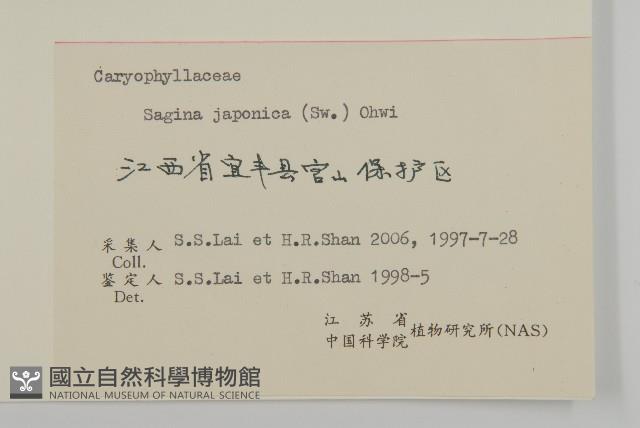 Caryophyllaceae
Sagina japonica (Sw.) Ohwi
江西省宜丰县官山保护区
采集人 S.S.Lai et H.R.Shan 2006, 1997-7-28
Coll.
鉴定人 S.S.Lai et H.R.Shan 1998-5
Det.
江苏省
中国科学院 植物研究所(NAS)
國立自然科學博物館
NATIONAL MUSEUM OF NATURAL SCIENCE